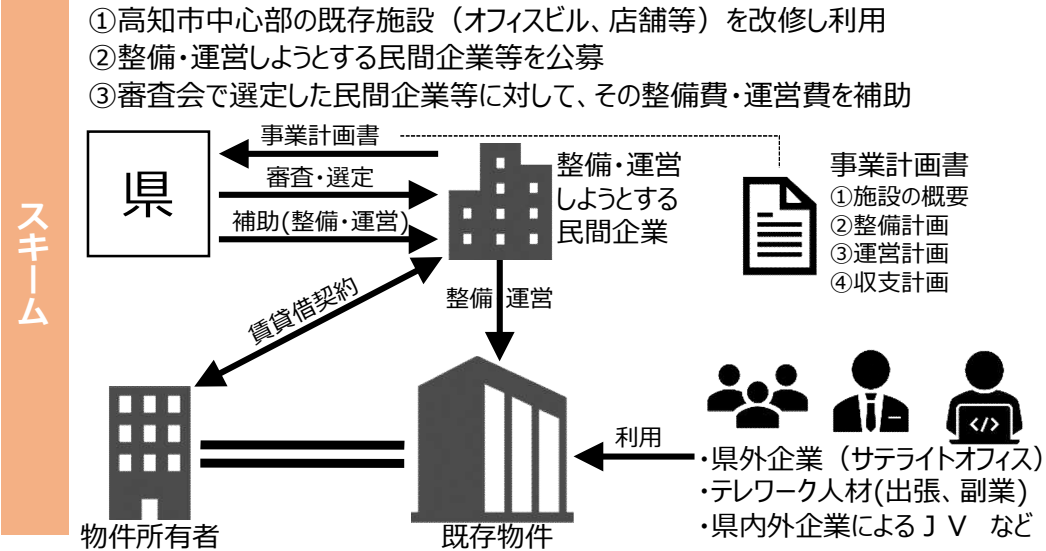 スキーム
①高知市中心部の既存施設（オフィスビル、店舗等）を改修し利用
②整備・運営しようとする民間企業等を公募
③審査会で選定した民間企業等に対して、その整備費・運営費を補助
県
事業計画書
審査・選定
補助(整備・運営)
整備・運営
しようとする
民間企業
事業計画書
①施設の概要
②整備計画
③運営計画
④収支計画
賃貸借契約
整備 運営
物件所有者
既存物件
利用
</>
・県外企業（サテライトオフィス）
・テレワーク人材(出張、副業)
・県内外企業によるＪＶ など